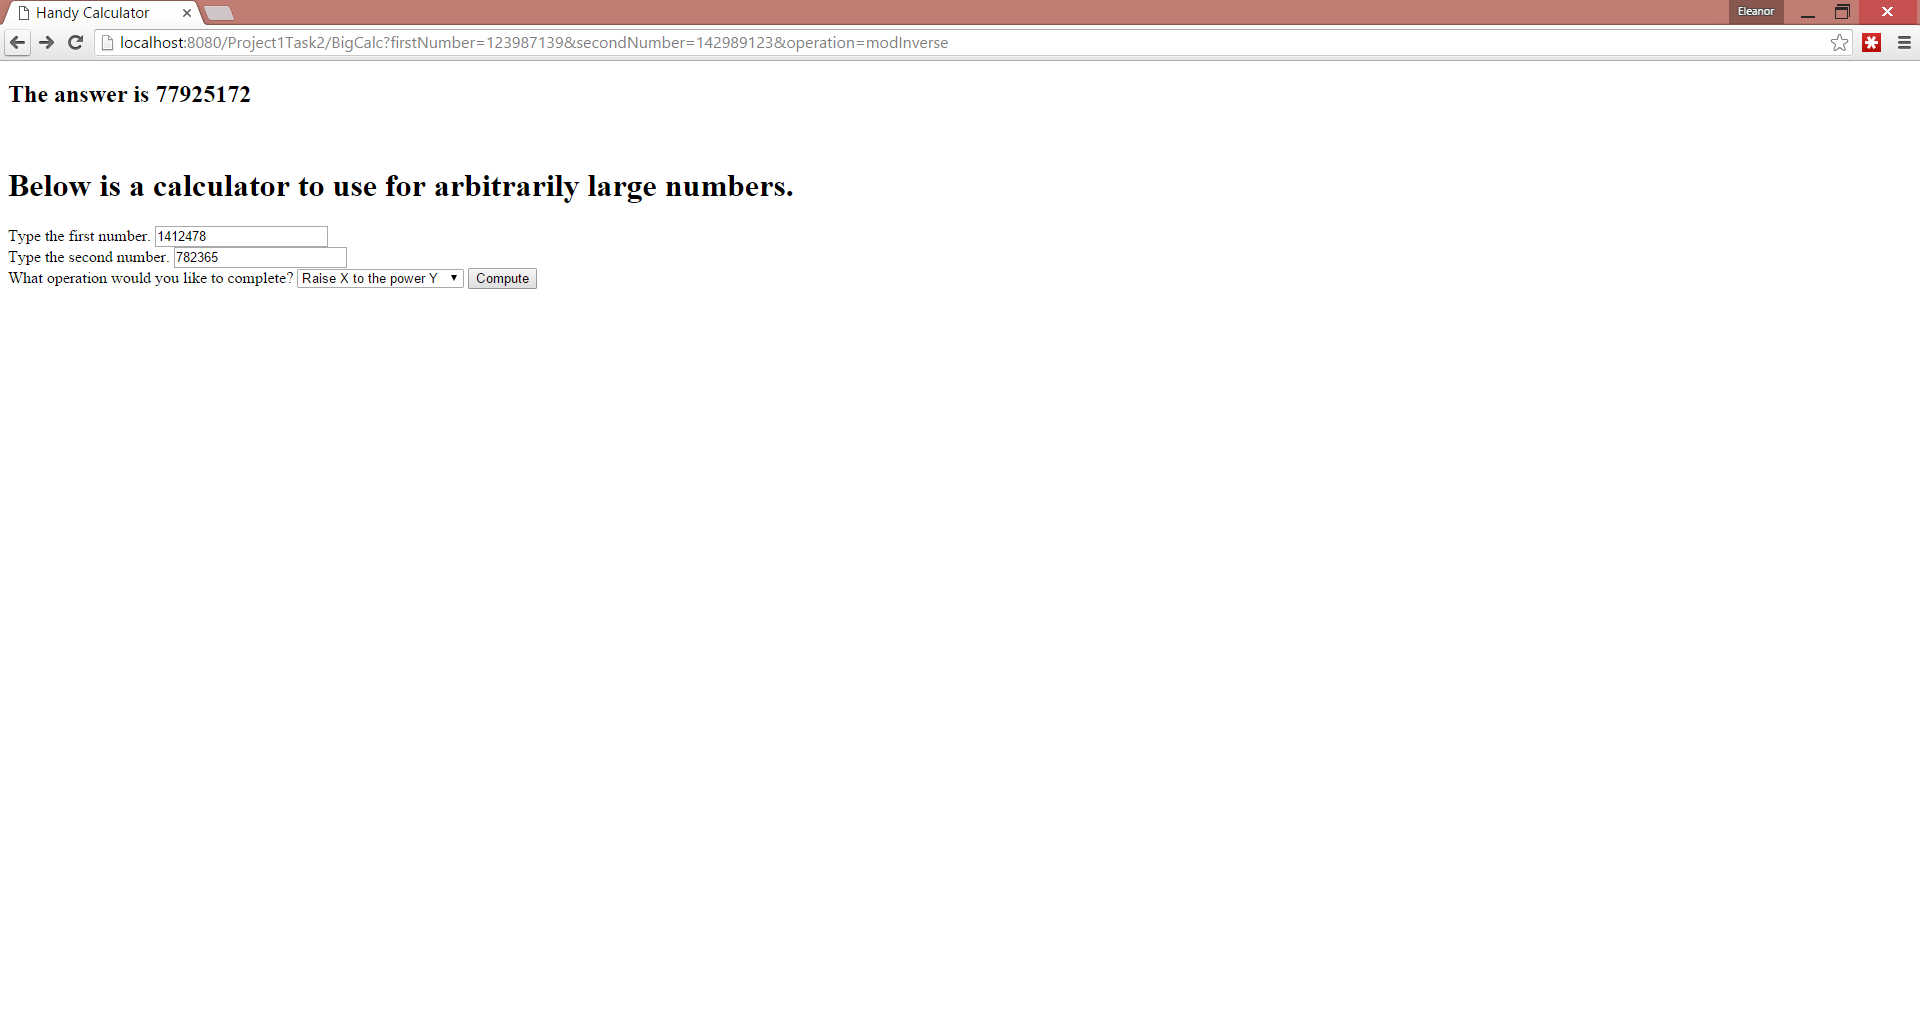 Handy Calculator
Eleanor
localhost:8080/Project1Task2/BigCalc?firstNumber=123987139&secondNumber=142989123&operation=modInverse
The answer is 77925172
Below is a calculator to use for arbitrarily large numbers.
Type the first number. 1412478
Type the second number. 782365
What operation would you like to complete? Raise X to the power Y Compute